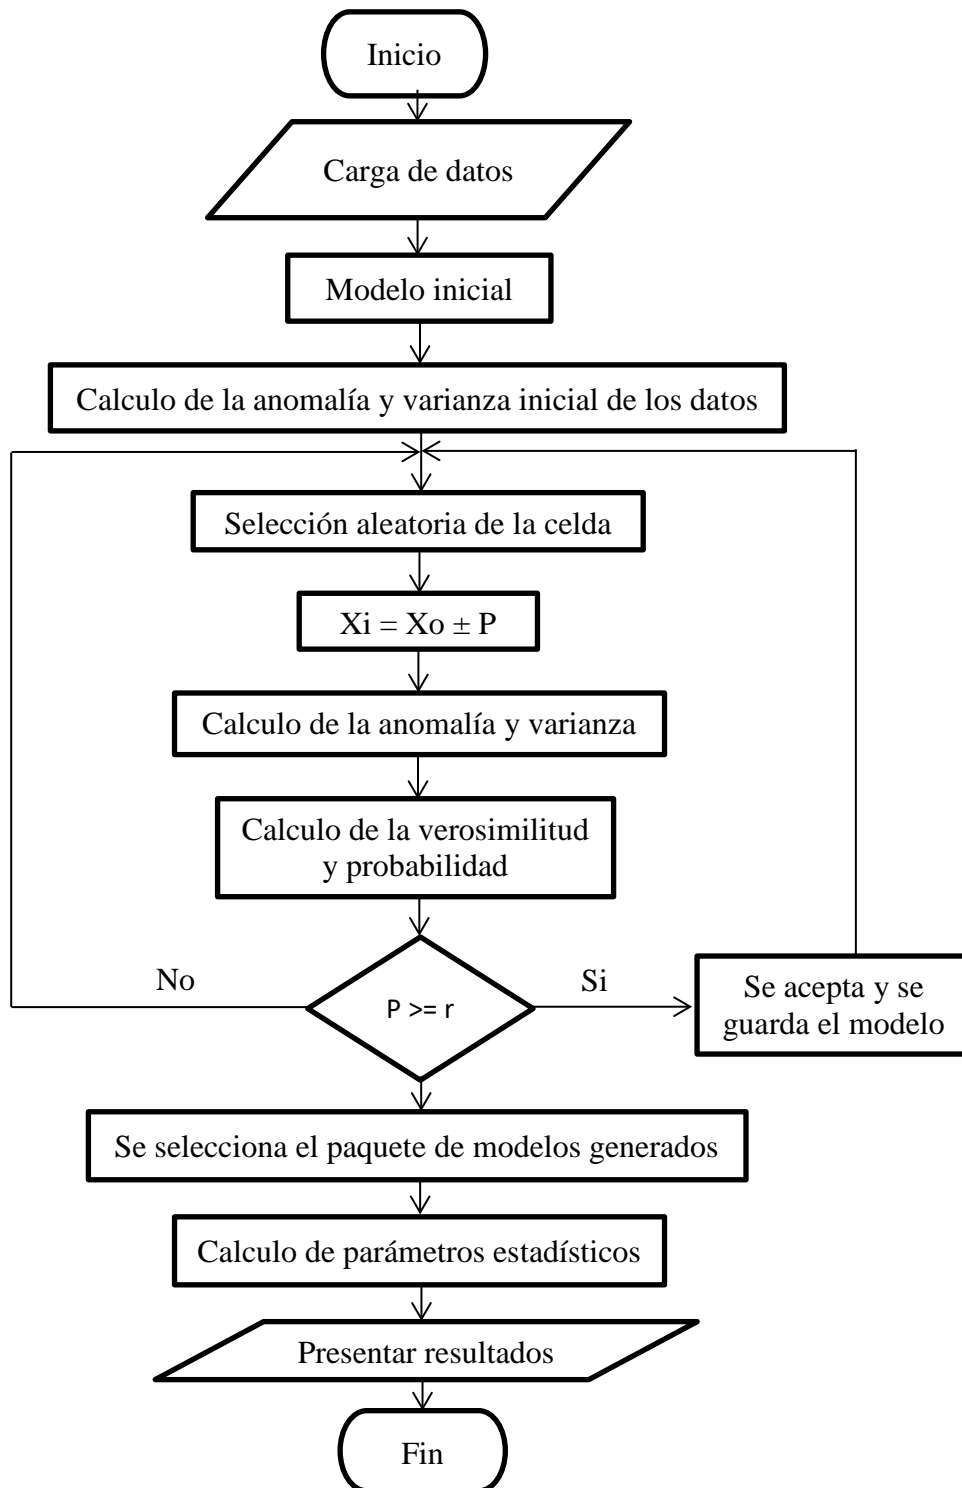 Inicio
Carga de datos
Modelo inicial
Calculo de la anomalía y varianza inicial de los datos
Selección aleatoria de la celda
Xi = Xo ± P
Calculo de la anomalía y varianza
Calculo de la verosimilitud
y probabilidad
No
P >= r
Si
Se acepta y se
guarda el modelo
Se selecciona el paquete de modelos generados
Calculo de parámetros estadísticos
Presentar resultados
Fin